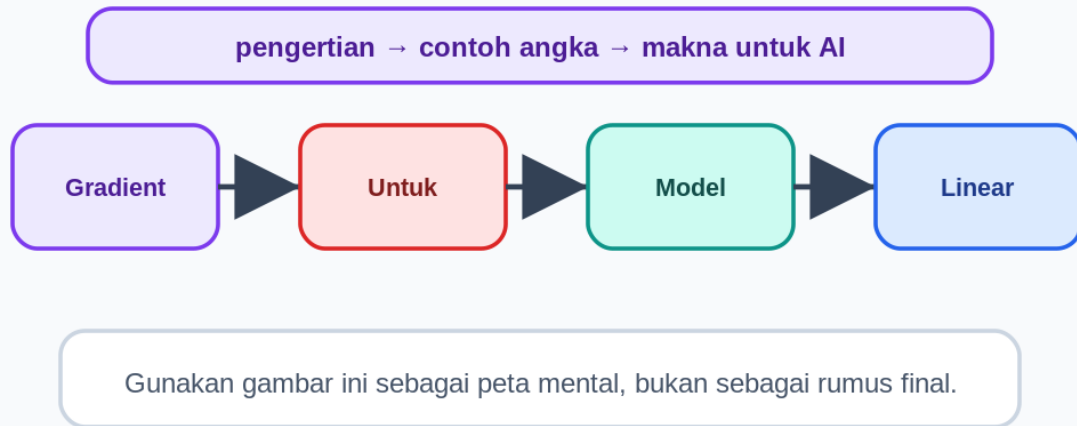 pengertian → contoh angka → makna untuk AI
Gradient
Untuk
Model
Linear
Gunakan gambar ini sebagai peta mental, bukan sebagai rumus final.